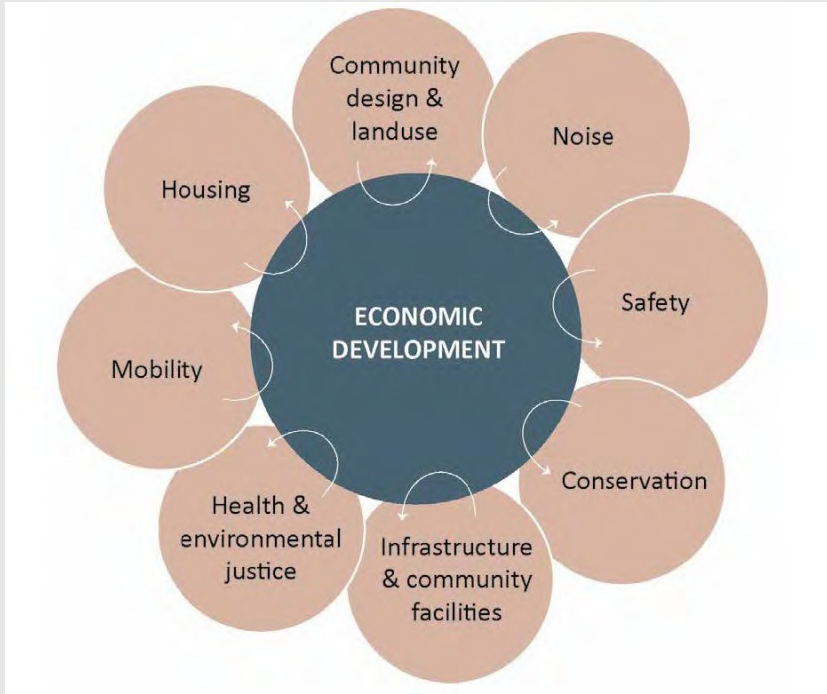 Community
design &
landuse
Noise
Housing
Safety
ECONOMIC
DEVELOPMENT
Mobility
Conservation
Health &
environmental
justice
Infrastructure
& community
facilities